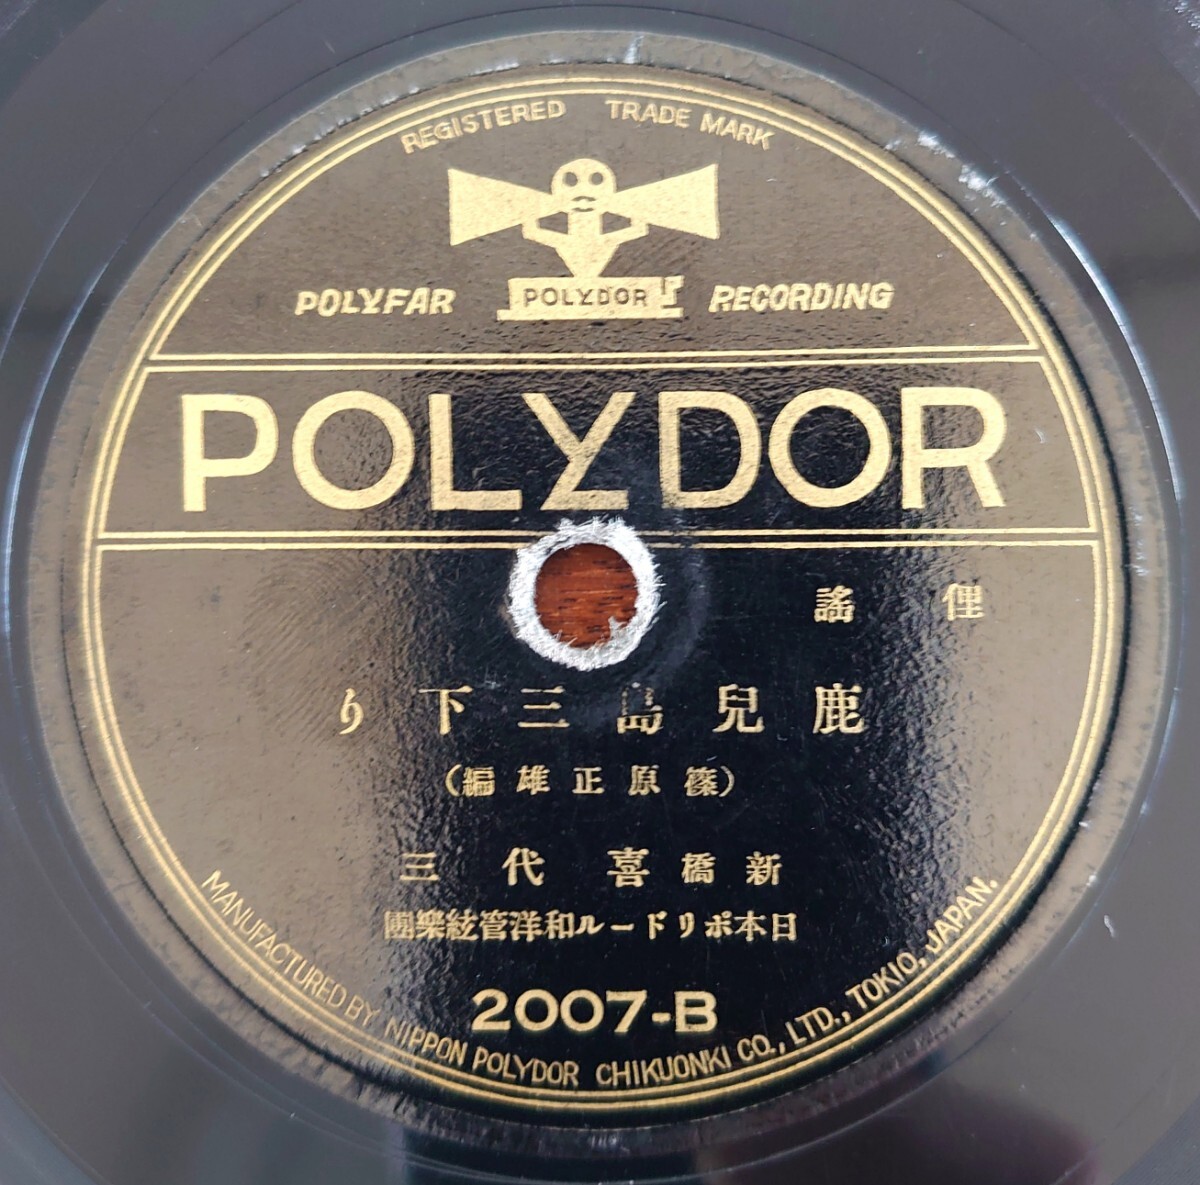 REGISTERED TRADE MARK
POLYFAR POLYDOR RECORDING
POLYDOR
俚謠
鹿兒島三下り
(篠原正雄編)
新橋喜代三
日本ポリドール和洋管絃樂團
2007-B
MANUFACTURED BY NIPPON POLYDOR CHIKUONKI CO., LTD., TOKIO, JAPAN.